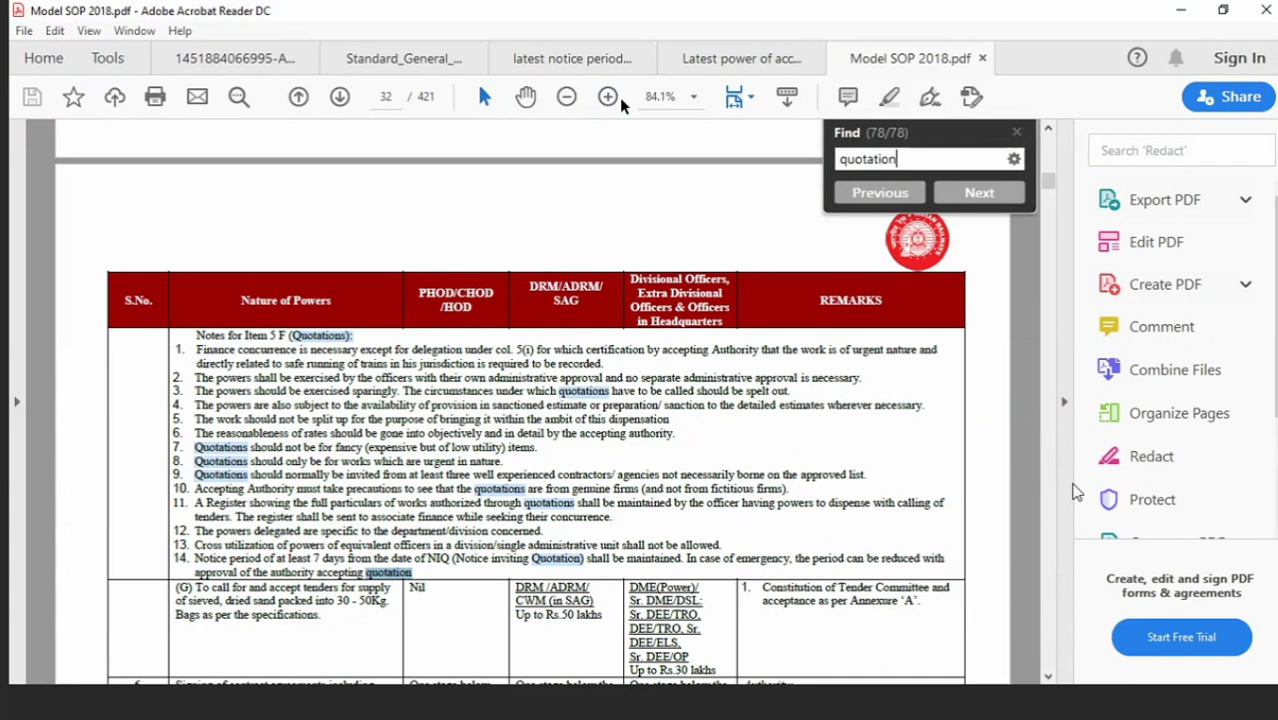 Model SOP 2018.pdf - Adobe Acrobat Reader DC
File Edit View Window Help
Home Tools 1451884066995-A... Standard_General_... latest notice period... Latest power of acc... Model SOP 2018.pdf × Sign In
32 / 421 84.1% Share
Find (78/78)
quotation
Previous Next
Search 'Redact'
Export PDF
Edit PDF
Create PDF
Comment
Combine Files
Organize Pages
Redact
Protect
Create, edit and sign PDF
forms & agreements
Start Free Trial
S.No. Nature of Powers PHOD/CHOD /HOD DRM/ADRM/ SAG Divisional Officers, Extra Divisional Officers & Officers in Headquarters REMARKS
Notes for Item 5 F (Quotations):
1. Finance concurrence is necessary except for delegation under col. 5(i) for which certification by accepting Authority that the work is of urgent nature and
directly related to safe running of trains in his jurisdiction is required to be recorded.
2. The powers shall be exercised by the officers with their own administrative approval and no separate administrative approval is necessary.
3. The powers should be exercised sparingly. The circumstances under which quotations have to be called should be spelt out.
4. The powers are also subject to the availability of provision in sanctioned estimate or preparation/ sanction to the detailed estimates wherever necessary.
5. The work should not be split up for the purpose of bringing it within the ambit of this dispensation
6. The reasonableness of rates should be gone into objectively and in detail by the accepting authority.
7. Quotations should not be for fancy (expensive but of low utility) items.
8. Quotations should only be for works which are urgent in nature.
9. Quotations should normally be invited from at least three well experienced contractors/ agencies not necessarily borne on the approved list.
10. Accepting Authority must take precautions to see that the quotations are from genuine firms (and not from fictitious firms).
11. A Register showing the full particulars of works authorized through quotations shall be maintained by the officer having powers to dispense with calling of
tenders. The register shall be sent to associate finance while seeking their concurrence.
12. The powers delegated are specific to the department/division concerned.
13. Cross utilization of powers of equivalent officers in a division/single administrative unit shall not be allowed.
14. Notice period of at least 7 days from the date of NIQ (Notice inviting Quotation) shall be maintained. In case of emergency, the period can be reduced with
approval of the authority accepting quotation
(G) To call for and accept tenders for supply
of sieved, dried sand packed into 30 - 50Kg.
Bags as per the specifications.
Nil
DRM /ADRM/
CWM (in SAG)
Up to Rs.50 lakhs
DME(Power)/
Sr. DME/DSL;
Sr. DEE/TRO,
DEE/TRO, Sr.
DEE/ELS,
Sr. DEE/OP
Up to Rs.30 lakhs
1. Constitution of Tender Committee and
acceptance as per Annexure ‘A’.